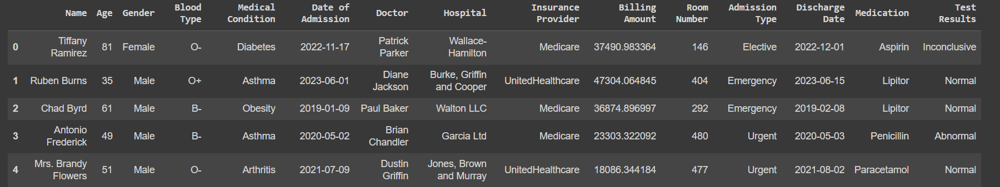 Name Age Gender Blood Type Medical Condition Date of Admission Doctor Hospital Insurance Provider Billing Amount Room Number Admission Type Discharge Date Medication Test Results
0 Tiffany Ramirez 81 Female O- Diabetes 2022-11-17 Patrick Parker Wallace-Hamilton Medicare 37490.983364 146 Elective 2022-12-01 Aspirin Inconclusive
1 Ruben Burns 35 Male O+ Asthma 2023-06-01 Diane Jackson Burke, Griffin and Cooper UnitedHealthcare 47304.064845 404 Emergency 2023-06-15 Lipitor Normal
2 Chad Byrd 61 Male B- Obesity 2019-01-09 Paul Baker Walton LLC Medicare 36874.896997 292 Emergency 2019-02-08 Lipitor Normal
3 Antonio Frederick 49 Male B- Asthma 2020-05-02 Brian Chandler Garcia Ltd Medicare 23303.322092 480 Urgent 2020-05-03 Penicillin Abnormal
4 Mrs. Brandy Flowers 51 Male O- Arthritis 2021-07-09 Dustin Griffin Jones, Brown and Murray UnitedHealthcare 18086.344184 477 Urgent 2021-08-02 Paracetamol Normal